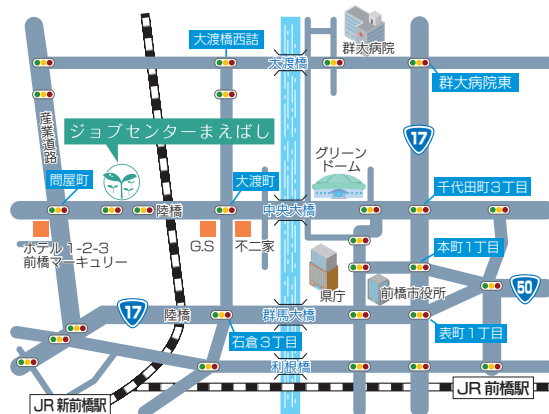 大渡橋西詰
群大病院
大渡橋
群大病院東
産業道路
ジョブセンターまえばし
17
グリーン
ドーム
問屋町
大渡町
千代田町3丁目
陸橋
中央大橋
ホテル1-2-3
前橋マーキュリー
G.S
不二家
本町1丁目
県庁
前橋市役所
50
17
陸橋
群馬大橋
石倉3丁目
表町1丁目
利根橋
JR 新前橋駅
JR 前橋駅